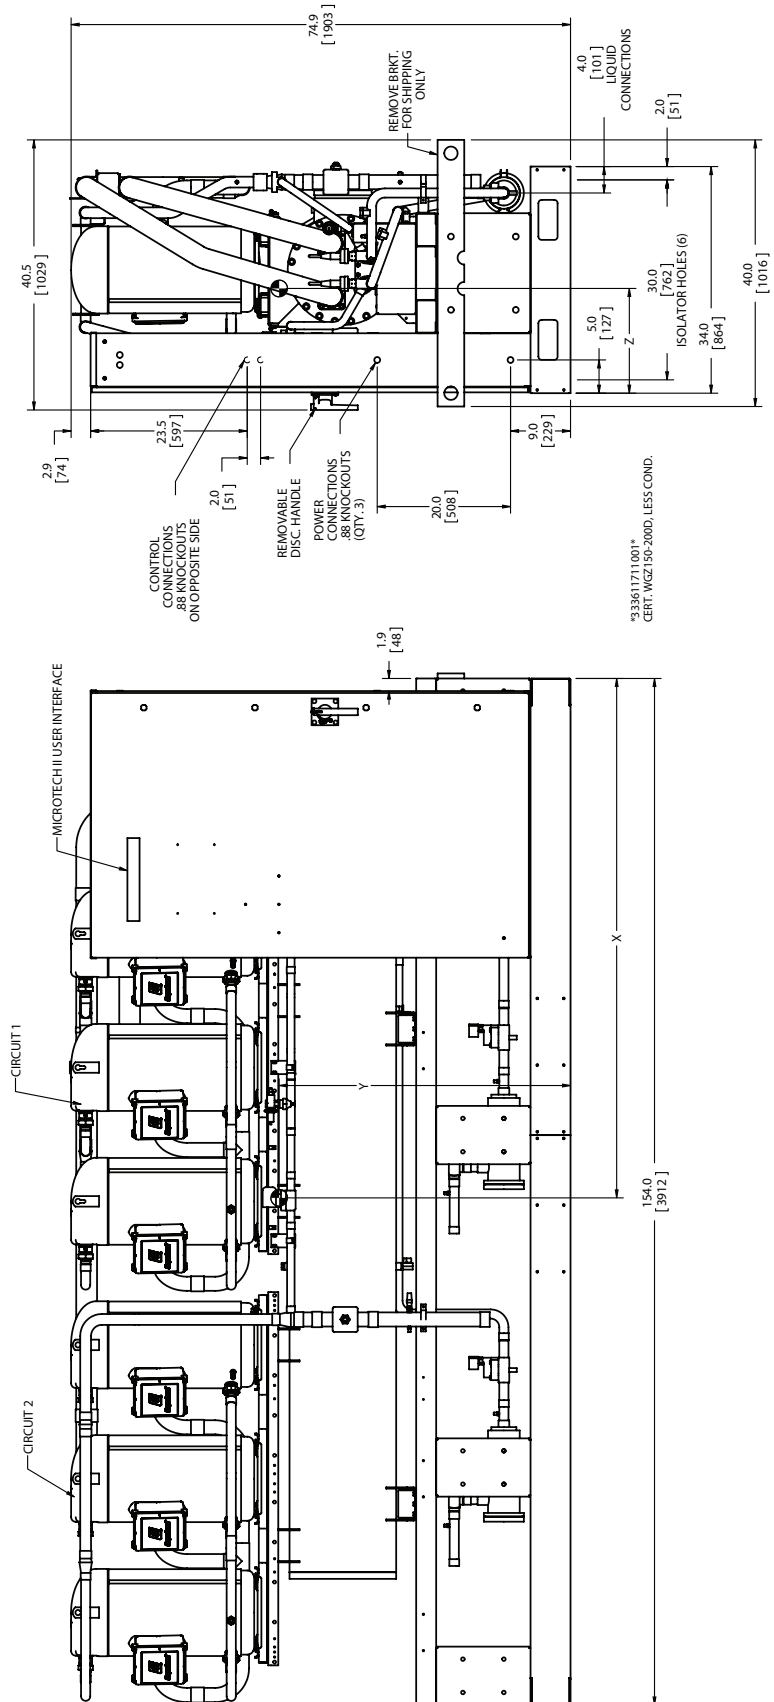 74.9
[1903]
4.0
[101]
LIQUID
CONNECTIONS
2.0
[51]
REMOVE BRKT.
FOR SHIPPING
ONLY
40.5
[1029]
40.0
[1016]
30.0
[762]
ISOLATOR HOLES (6)
34.0
[864]
5.0
[127]
Z
9.0
[229]
2.9
[74]
23.5
[597]
2.0
[51]
20.0
[508]
CONTROL
CONNECTIONS
.88 KNOCKOUTS
ON OPPOSITE SIDE
REMOVABLE
DISC. HANDLE
POWER
CONNECTIONS
.88 KNOCKOUTS
(QTY. 3)
*333611711001*
CERT. WGZ150-200D, LESS COND.
1.9
[48]
MICROTECH II USER INTERFACE
CIRCUIT 1
CIRCUIT 2
Y
X
154.0
[3912]